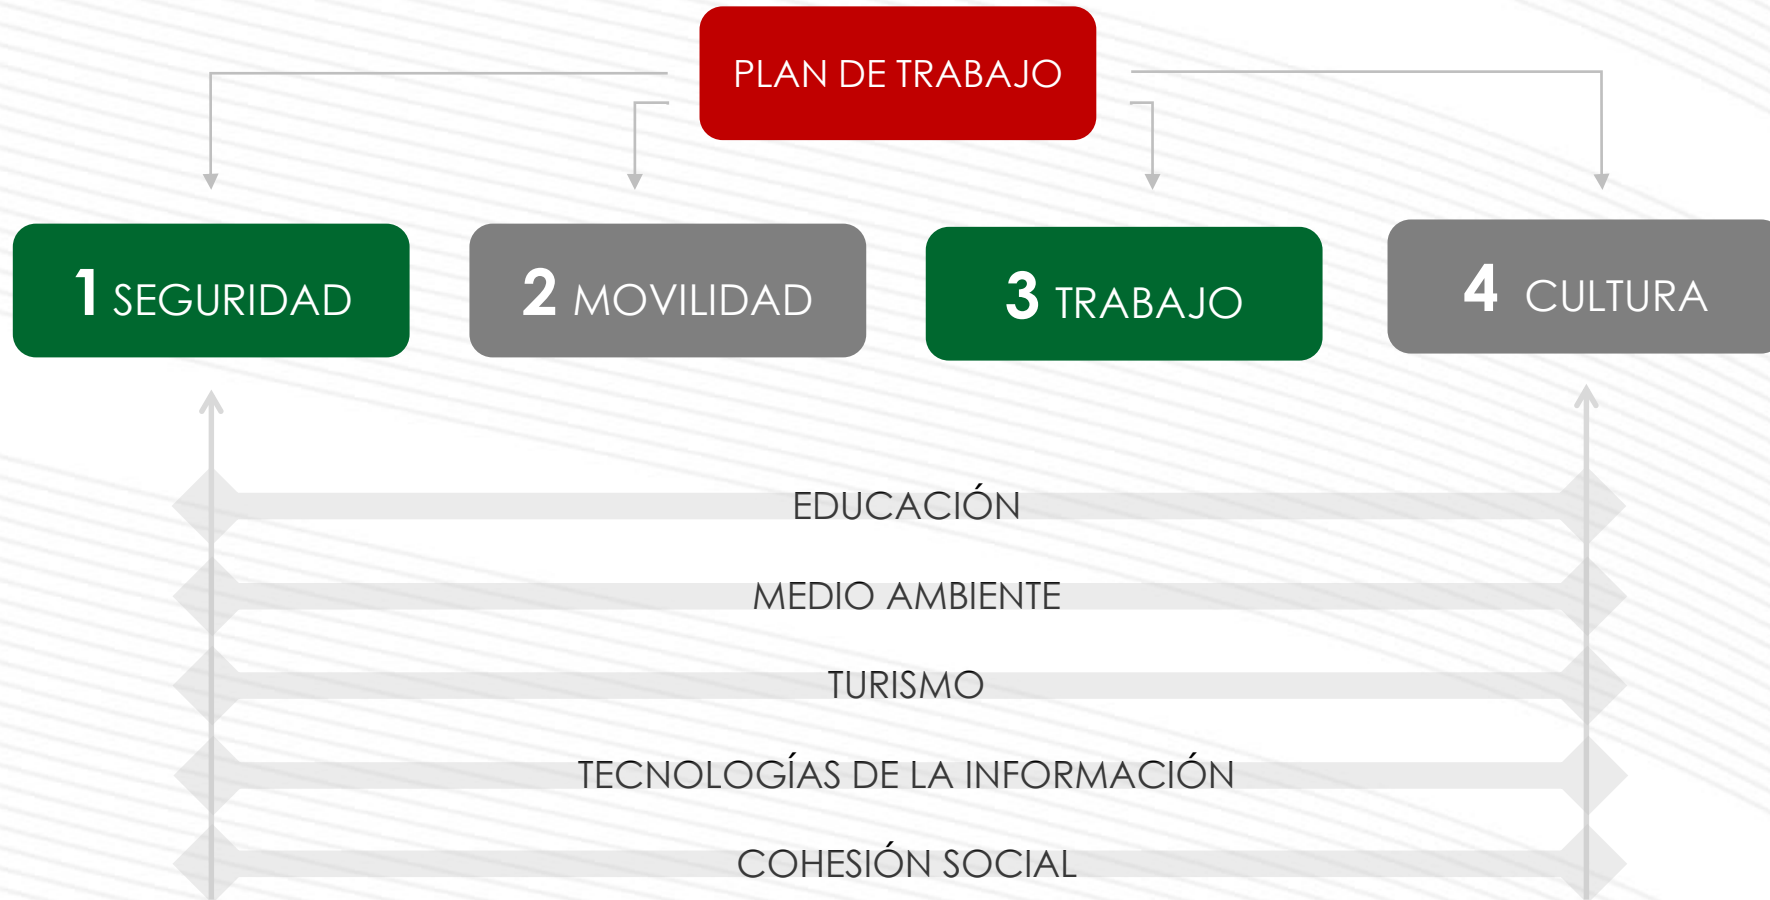 PLAN DE TRABAJO
1 SEGURIDAD
2 MOVILIDAD
3 TRABAJO
4 CULTURA
EDUCACIÓN
MEDIO AMBIENTE
TURISMO
TECNOLOGÍAS DE LA INFORMACIÓN
COHESIÓN SOCIAL